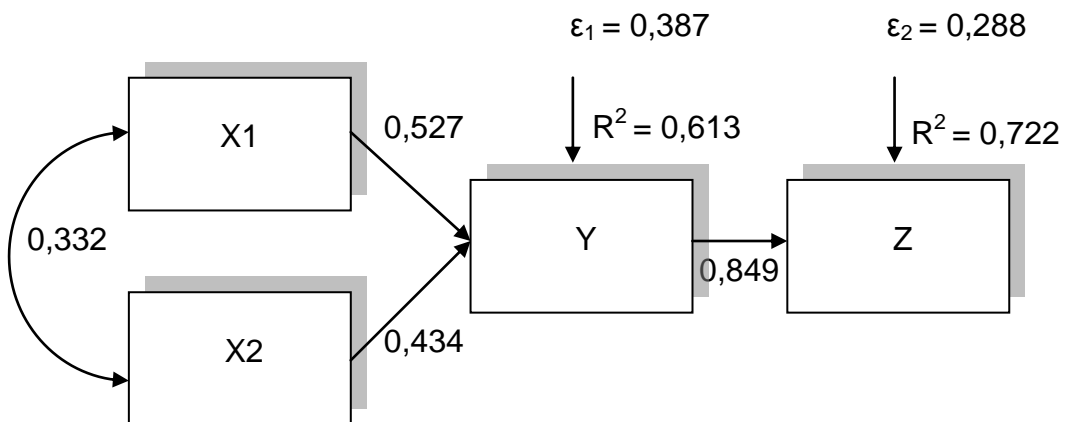 ε₁ = 0,387
ε₂ = 0,288
X1
0,527
R² = 0,613
R² = 0,722
0,332
Y
Z
0,849
X2
0,434